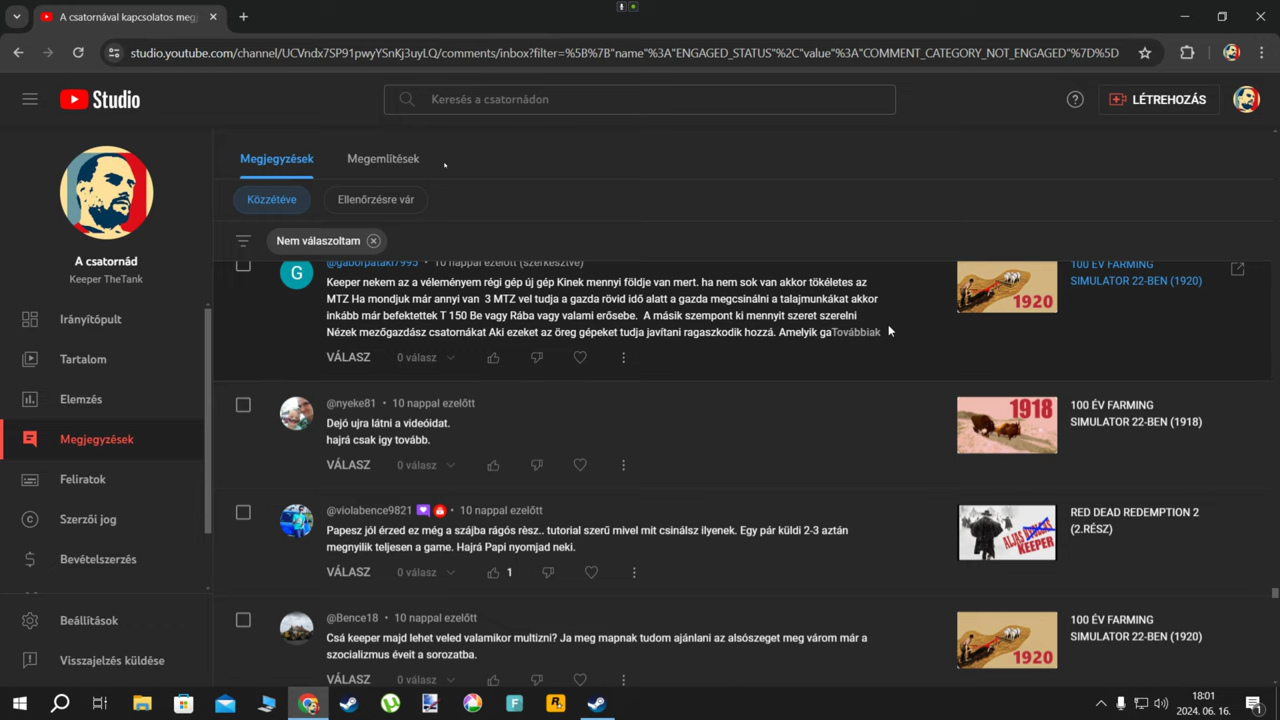 A csatornával kapcsolatos meg
studio.youtube.com/channel/UCVndx7SP91pwyYSnKj3uyLQ/comments/inbox?filter=%5B%7B"name"%3A"ENGAGED_STATUS"%2C"value"%3A"COMMENT_CATEGORY_NOT_ENGAGED"%7D%5D
Studio
Keresés a csatornádon
LÉTREHOZÁS
A csatornád
Keeper TheTank
Irányítópult
Tartalom
Elemzés
Megjegyzések
Feliratok
Szerzői jog
Bevételszerzés
Beállítások
Visszajelzés küldése
Megjegyzések
Megemlítések
Közzétéve
Ellenőrzésre vár
Nem válaszoltam
G
@gaborpataki7995 • 10 nappal ezelőtt (szerkesztve)
Keeper nekem az a véleményem régi gép új gép Kinek mennyi földje van mert. ha nem sok van akkor tökéletes az
MTZ Ha mondjuk már annyi van 3 MTZ vel tudja a gazda rövid idő alatt a gazda megcsinálni a talajmunkákat akkor
inkább már befektettek T 150 Be vagy Rába vagy valami erősebe. A másik szempont ki mennyit szeret szerelni
Nézek mezőgazdász csatornákat Aki ezeket az öreg gépeket tudja javítani ragaszkodik hozzá. Amelyik gaTovábbiak
VÁLASZ
0 válasz
1920
100 ÉV FARMING
SIMULATOR 22-BEN (1920)
@nyeke81 • 10 nappal ezelőtt
Dejó ujra látni a videóidat.
hajrá csak igy tovább.
VÁLASZ
0 válasz
1918
100 ÉV FARMING
SIMULATOR 22-BEN (1918)
@violabence9821 • 10 nappal ezelőtt
Papesz jól érzed ez még a szájba rágós rèsz.. tutorial szerű mivel mit csinálsz ilyenek. Egy pár küldi 2-3 aztán
megnyilik teljesen a game. Hajrá Papi nyomjad neki.
VÁLASZ
0 válasz
1
KEEPER
RED DEAD REDEMPTION 2
(2.RÉSZ)
@Bence18 • 10 nappal ezelőtt
Csá keeper majd lehet veled valamikor multizni? Ja meg mapnak tudom ajánlani az alsószeget meg várom már a
szocializmus éveit a sorozatba.
VÁLASZ
0 válasz
1920
100 ÉV FARMING
SIMULATOR 22-BEN (1920)
18:01
2024. 06. 16.
1